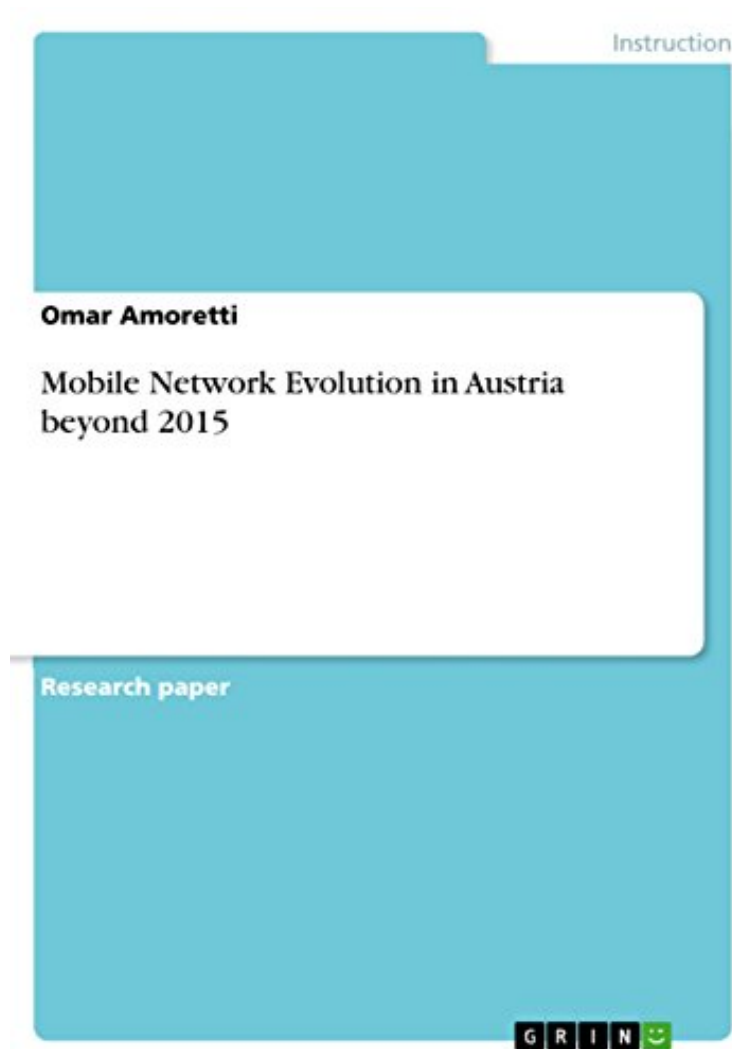 Instruction
Omar Amoretti
Mobile Network Evolution in Austria
beyond 2015
Research paper
GRIN